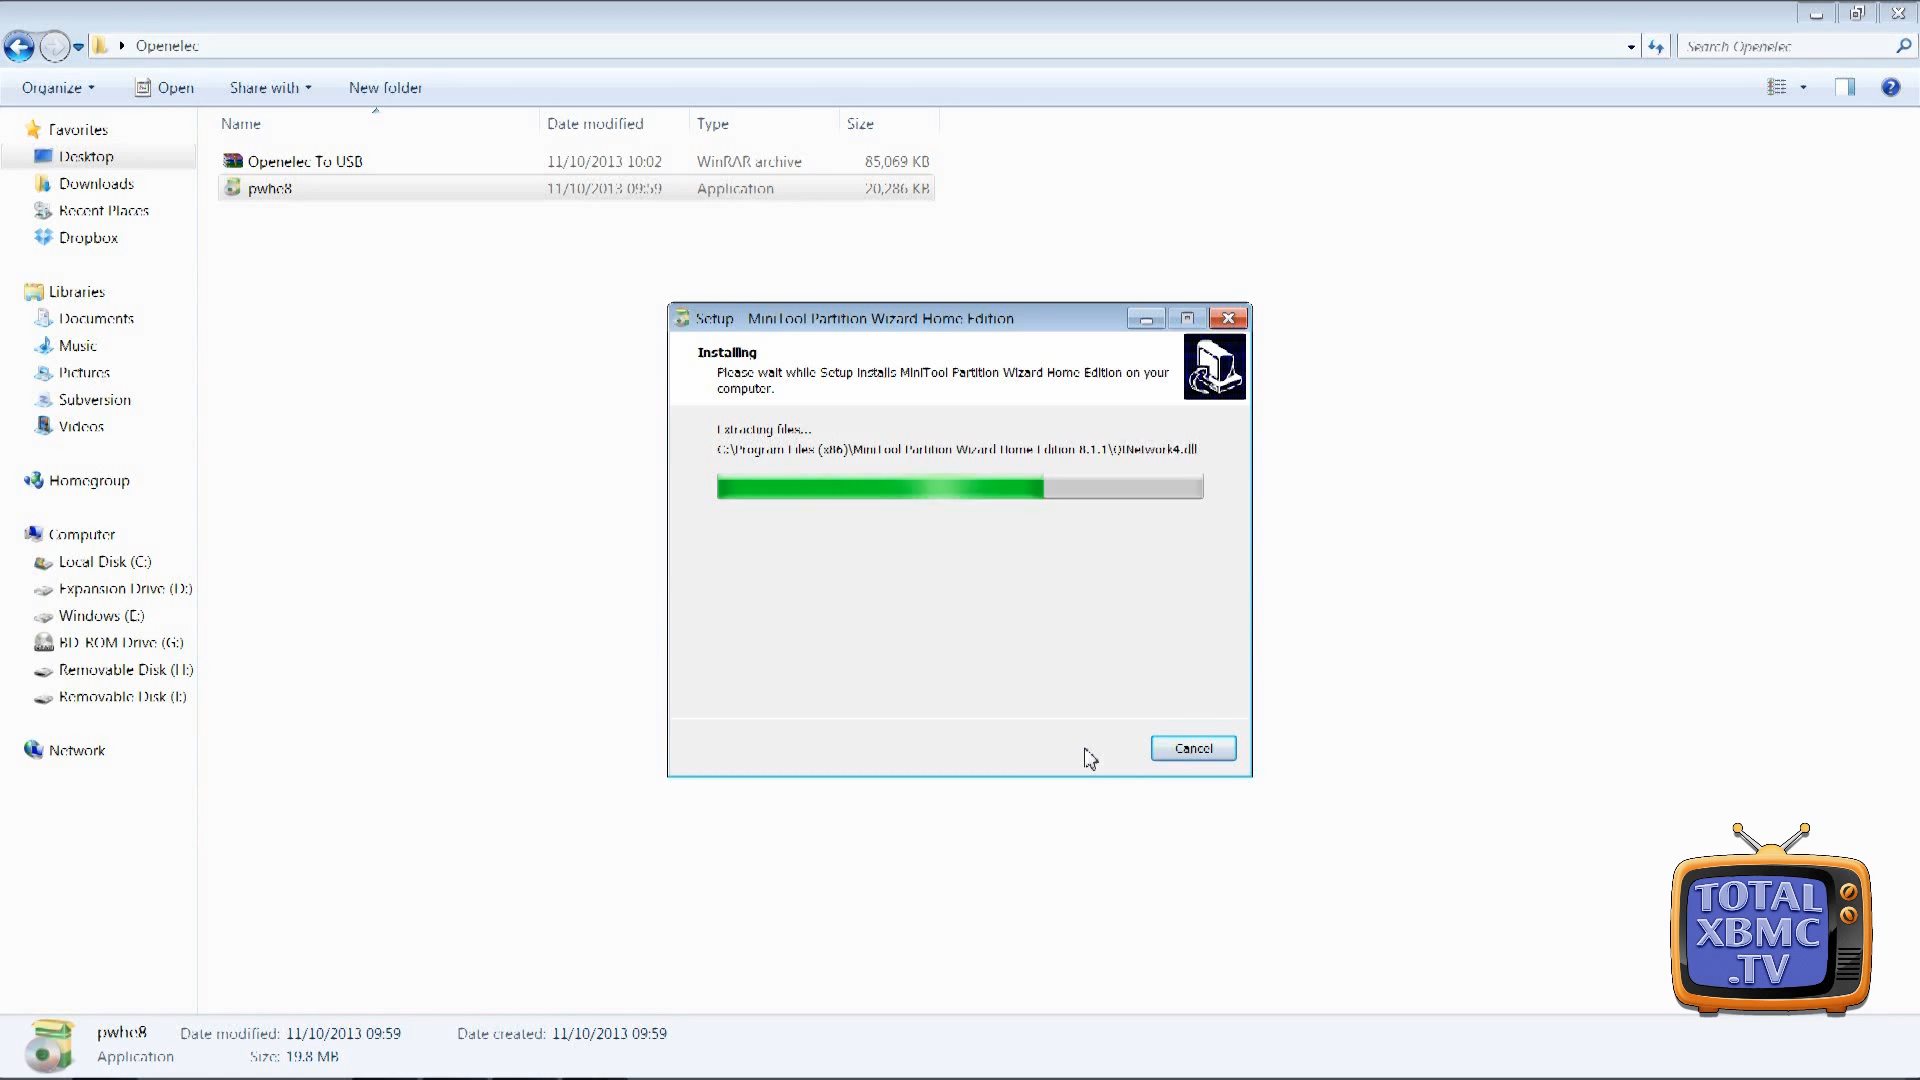 Openelec
Search Openelec
Organize
Open
Share with
New folder
Name
Date modified
Type
Size
Openelec To USB
11/10/2013 10:02
WinRAR archive
85,069 KB
pwhe8
11/10/2013 09:59
Application
20,286 KB
Favorites
Desktop
Downloads
Recent Places
Dropbox
Libraries
Documents
Music
Pictures
Subversion
Videos
Homegroup
Computer
Local Disk (C:)
Expansion Drive (D:)
Windows (E:)
BD-ROM Drive (G:)
Removable Disk (H:)
Removable Disk (I:)
Network
Setup - MiniTool Partition Wizard Home Edition
Installing
Please wait while Setup installs MiniTool Partition Wizard Home Edition on your
computer.
Extracting files...
C:\Program Files (x86)\MiniTool Partition Wizard Home Edition 8.1.1\QtNetwork4.dll
Cancel
TOTAL
XBMC
.TV
pwhe8
Date modified: 11/10/2013 09:59
Date created: 11/10/2013 09:59
Application
Size: 19.8 MB